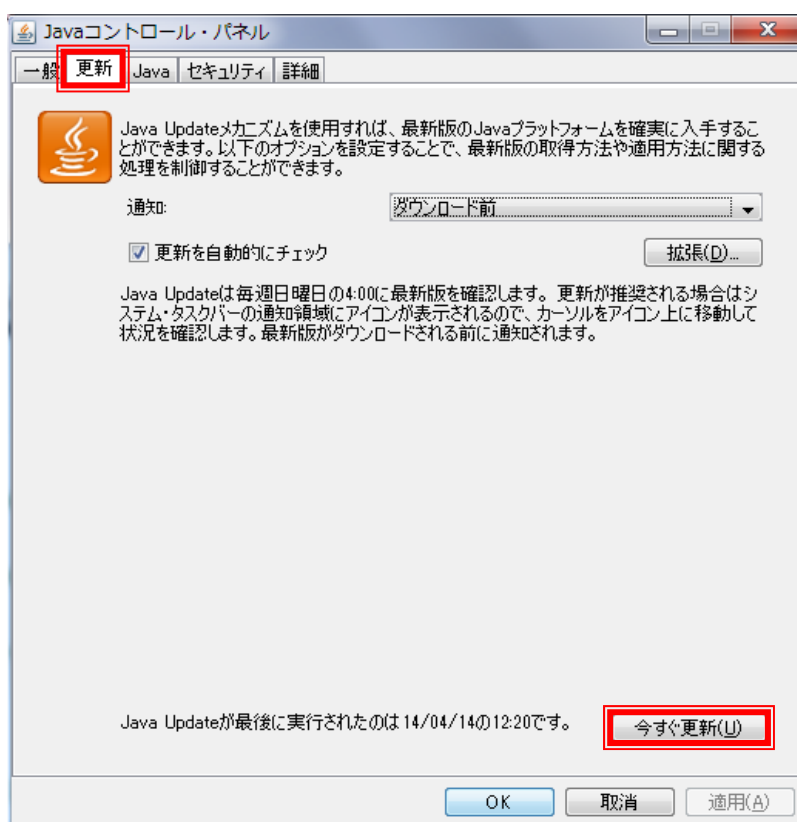 Javaコントロール・パネル
一般 更新 Java セキュリティ 詳細
Java Updateメカニズムを使用すれば、最新版のJavaプラットフォームを確実に入手するこ
とができます。以下のオプションを設定することで、最新版の取得方法や適用方法に関する
処理を制御することができます。
通知: ダウンロード前
更新を自動的にチェック 拡張(D)...
Java Updateは毎週日曜日の4:00に最新版を確認します。更新が推奨される場合はシ
ステム・タスクバーの通知領域にアイコンが表示されるので、カーソルをアイコン上に移動して
状況を確認します。最新版がダウンロードされる前に通知されます。
Java Updateが最後に実行されたのは14/04/14の12:20です。 今すぐ更新(U)
OK 取消 適用(A)